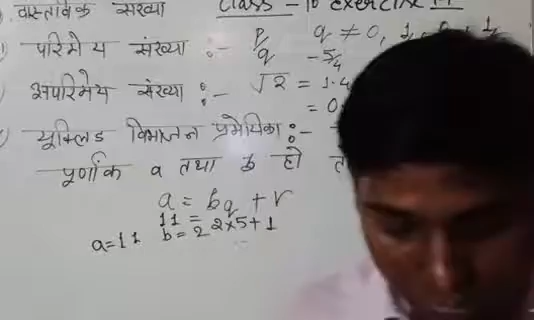 वास्तविक संख्या Class - 10 exercise
परिमेय संख्या :- p/q q ≠ 0, -5/4
अपरिमेय संख्या :- √2 = 1.4
= 0
यूक्लिड विभाजन प्रमेयिका :-
पूर्णांक a तथा b हो
a = bq + r
11 = 2×5+1
a=11 b=2